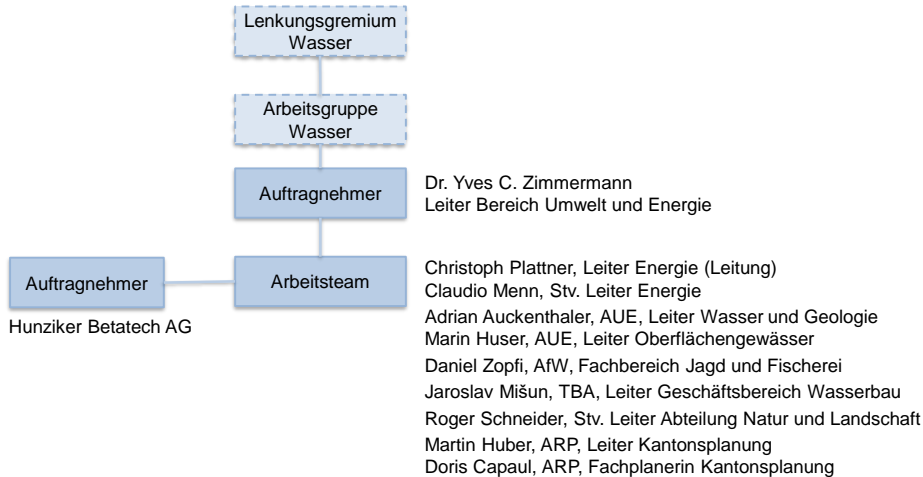 Lenkungsgremium
Wasser
Arbeitsgruppe
Wasser
Auftragnehmer
Dr. Yves C. Zimmermann
Leiter Bereich Umwelt und Energie
Auftragnehmer
Hunziker Betatech AG
Arbeitsteam
Christoph Plattner, Leiter Energie (Leitung)
Claudio Menn, Stv. Leiter Energie
Adrian Auckenthaler, AUE, Leiter Wasser und Geologie
Marin Huser, AUE, Leiter Oberflächengewässer
Daniel Zopfi, AfW, Fachbereich Jagd und Fischerei
Jaroslav Mišun, TBA, Leiter Geschäftsbereich Wasserbau
Roger Schneider, Stv. Leiter Abteilung Natur und Landschaft
Martin Huber, ARP, Leiter Kantonsplanung
Doris Capaul, ARP, Fachplanerin Kantonsplanung